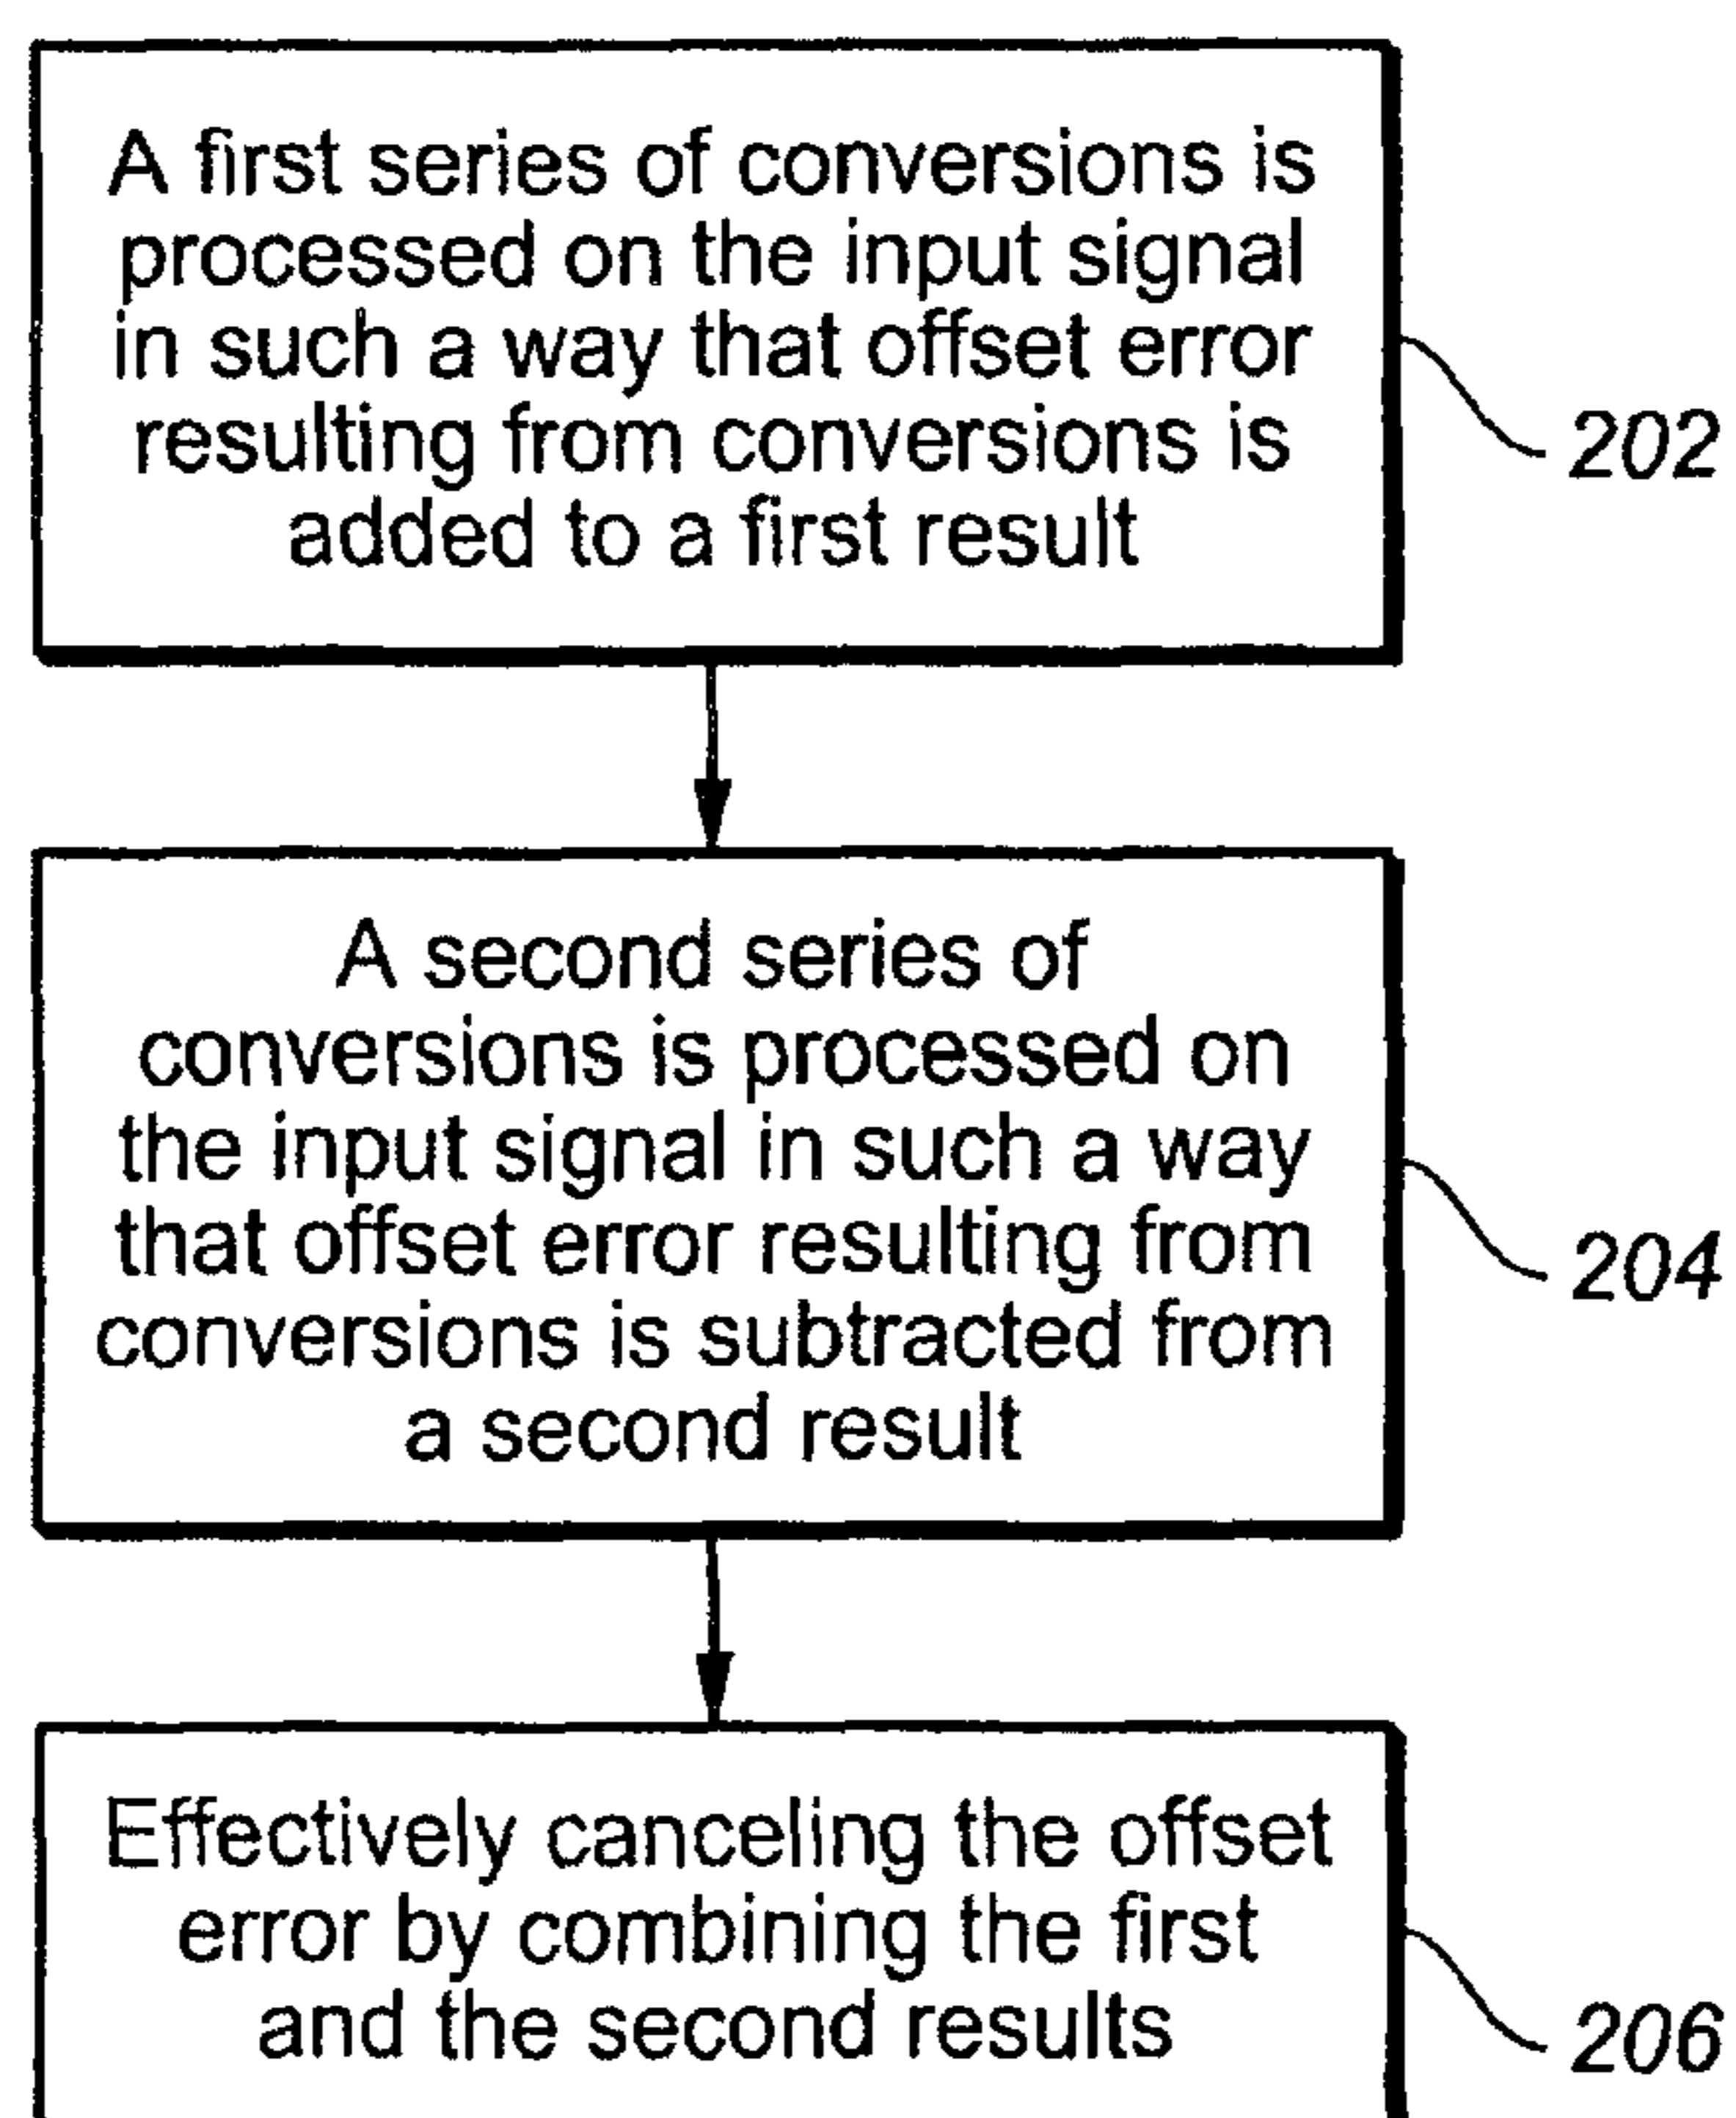 A first series of conversions is
processed on the input signal
in such a way that offset error
resulting from conversions is
added to a first result
202
A second series of
conversions is processed on
the input signal in such a way
that offset error resulting from
conversions is subtracted from
a second result
204
Effectively canceling the offset
error by combining the first
and the second results
206